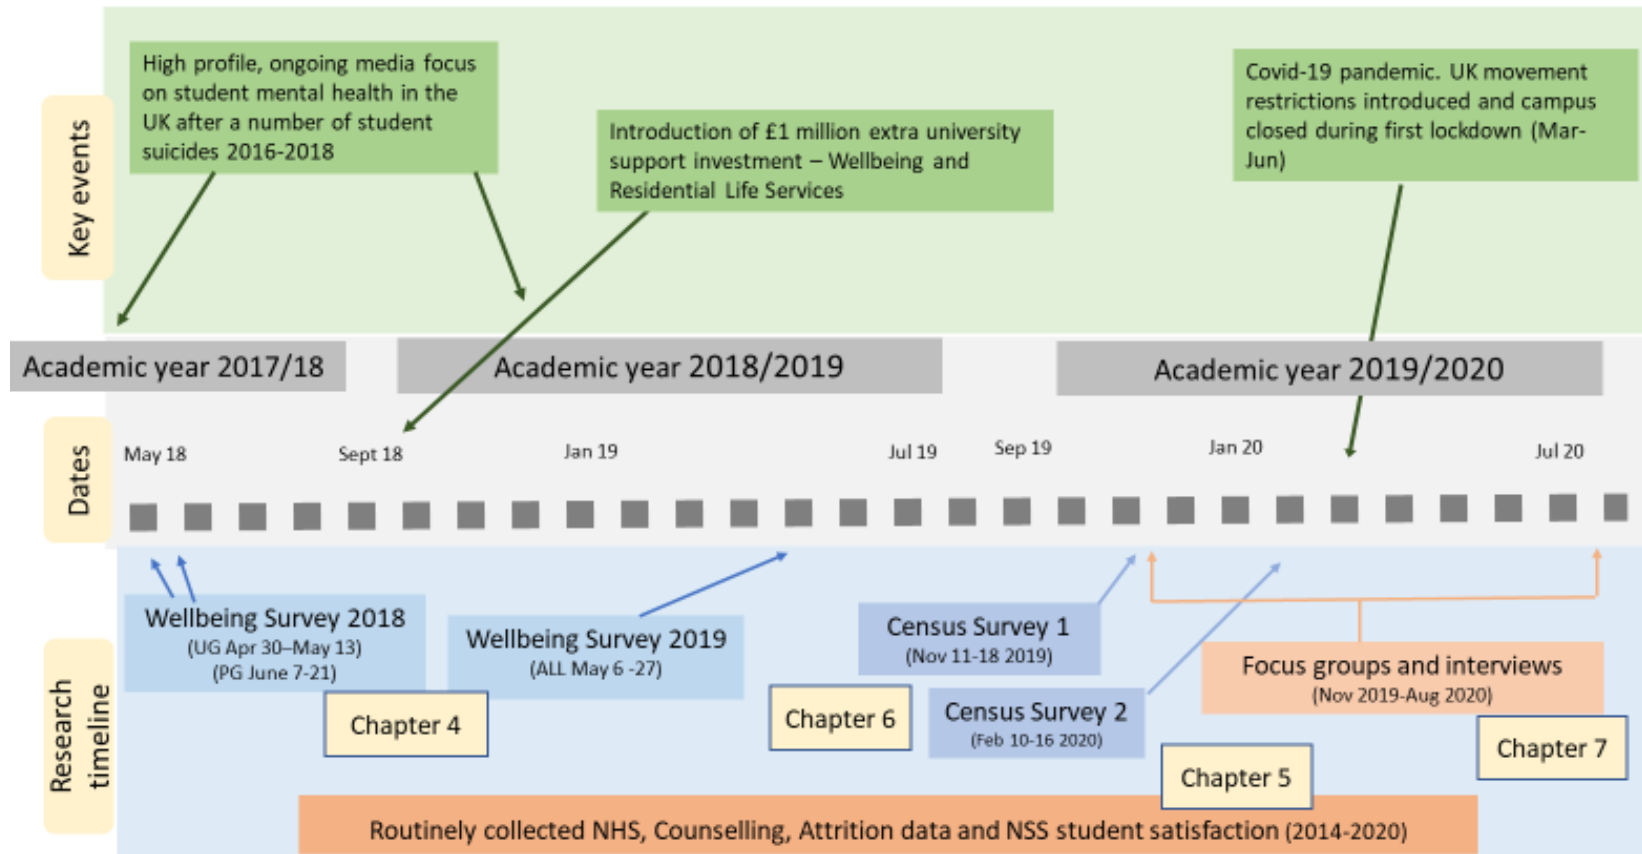 Key events
High profile, ongoing media focus
on student mental health in the
UK after a number of student
suicides 2016-2018
Introduction of £1 million extra university
support investment – Wellbeing and
Residential Life Services
Covid-19 pandemic. UK movement
restrictions introduced and campus
closed during first lockdown (Mar-
Jun)
Academic year 2017/18
Academic year 2018/2019
Academic year 2019/2020
Dates
May 18
Sept 18
Jan 19
Jul 19
Sep 19
Jan 20
Jul 20
Research
timeline
Wellbeing Survey 2018
(UG Apr 30–May 13)
(PG June 7-21)
Chapter 4
Wellbeing Survey 2019
(ALL May 6 -27)
Chapter 6
Census Survey 1
(Nov 11-18 2019)
Census Survey 2
(Feb 10-16 2020)
Chapter 5
Focus groups and interviews
(Nov 2019-Aug 2020)
Chapter 7
Routinely collected NHS, Counselling, Attrition data and NSS student satisfaction (2014-2020)